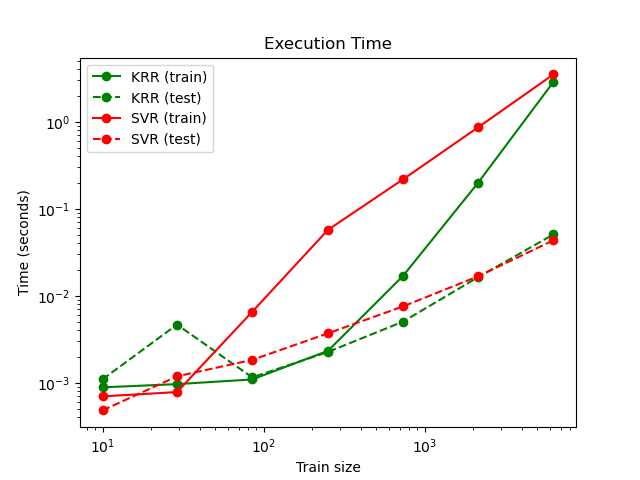 Execution Time
KRR (train)
KRR (test)
SVR (train)
SVR (test)
Time (seconds)
10⁰
10⁻¹
10⁻²
10⁻³
10¹
10²
10³
Train size